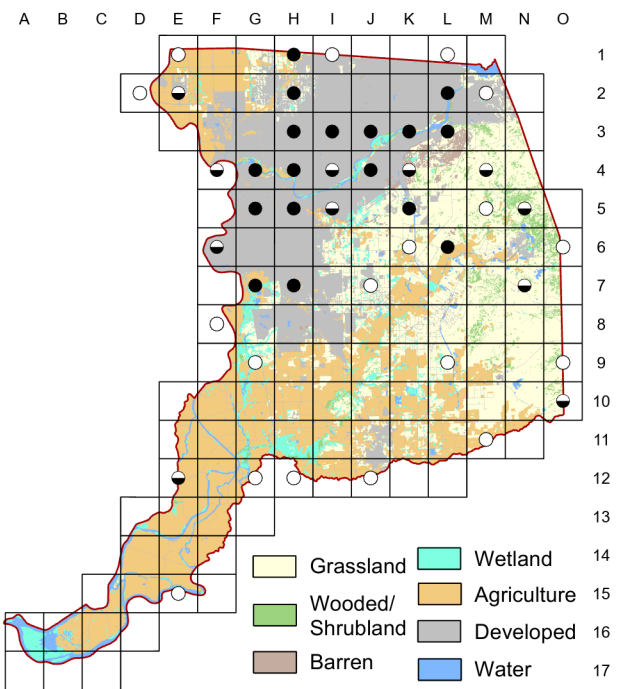 A B C D E F G H I J K L M N O
1
2
3
4
5
6
7
8
9
10
11
12
13
14
15
16
17
Grassland
Wooded/
Shrubland
Barren
Wetland
Agriculture
Developed
Water